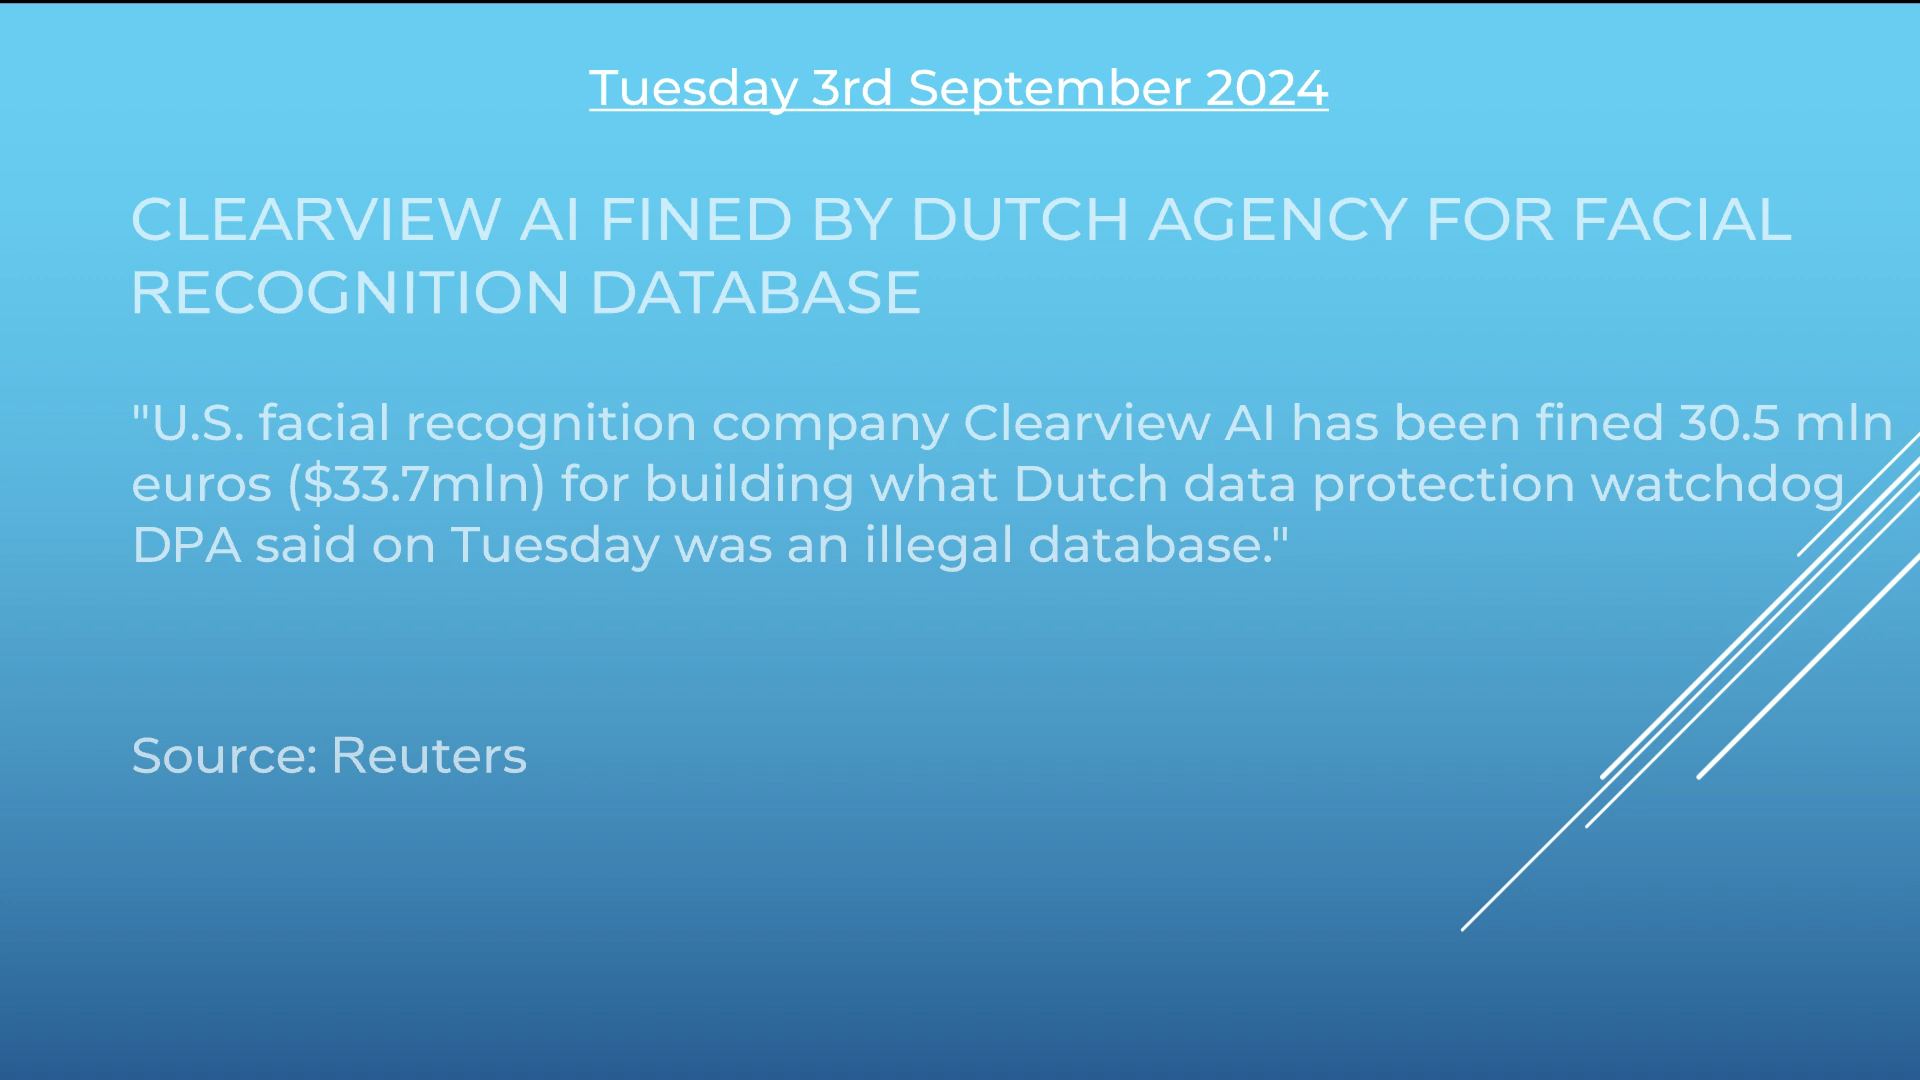 Tuesday 3rd September 2024
CLEARVIEW AI FINED BY DUTCH AGENCY FOR FACIAL
RECOGNITION DATABASE
"U.S. facial recognition company Clearview AI has been fined 30.5 mln
euros ($33.7mln) for building what Dutch data protection watchdog
DPA said on Tuesday was an illegal database."
Source: Reuters